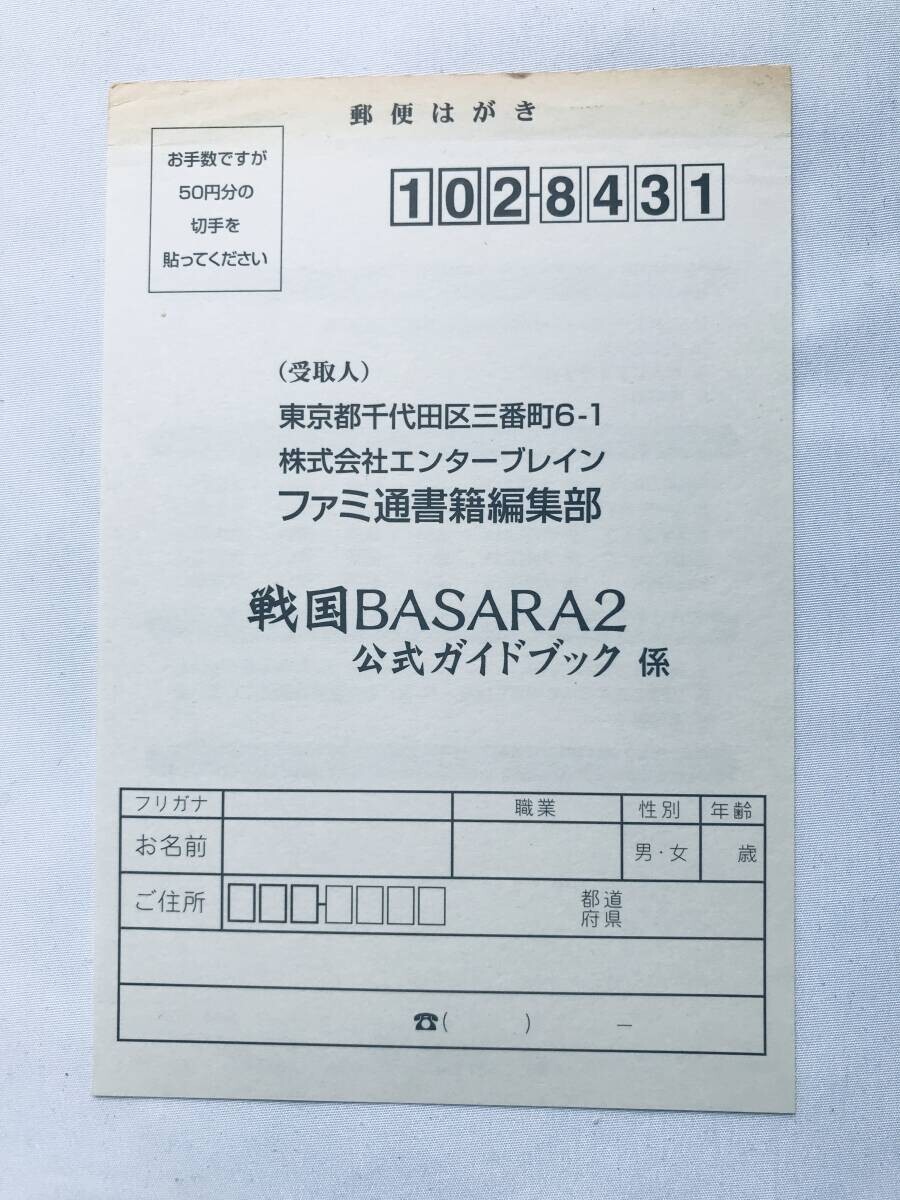 郵便はがき
お手数ですが
50円分の
切手を
貼ってください
102-8431
（受取人）
東京都千代田区三番町6-1
株式会社エンターブレイン
ファミ通書籍編集部
戦国BASARA2
公式ガイドブック 係
フリガナ 職業 性別 年齢
お名前 男・女 歳
ご住所 - 都道
府県
☎( ) －